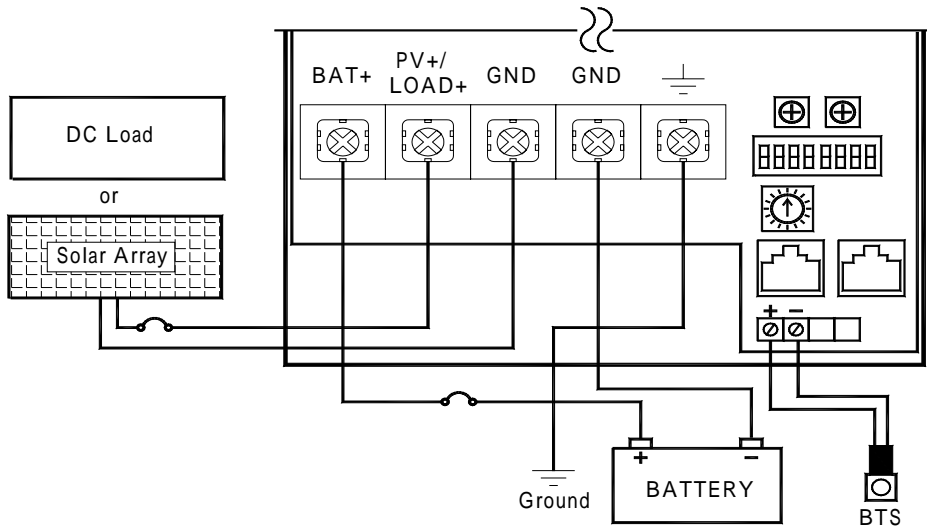 BAT+
PV+/
LOAD+
GND
GND
DC Load
or
Solar Array
+ −
+ −
BATTERY
Ground
BTS